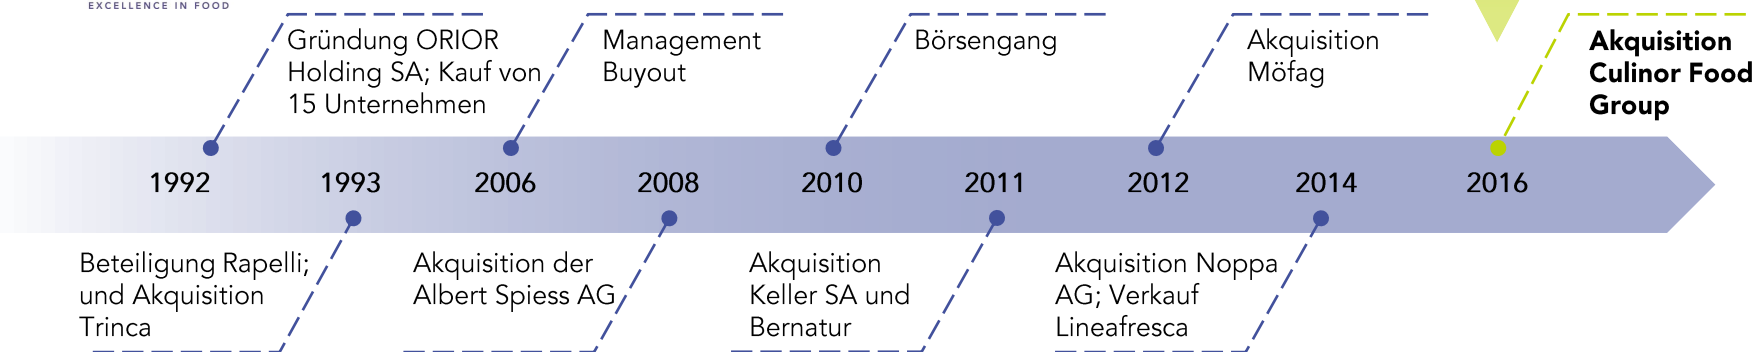 EXCELLENCE IN FOOD
Gründung ORIOR
Holding SA; Kauf von
15 Unternehmen
Management
Buyout
Börsengang
Akquisition
Möfag
Akquisition
Culinor Food
Group
1992 1993 2006 2008 2010 2011 2012 2014 2016
Beteiligung Rapelli;
und Akquisition
Trinca
Akquisition der
Albert Spiess AG
Akquisition
Keller SA und
Bernatur
Akquisition Noppa
AG; Verkauf
Lineafresca